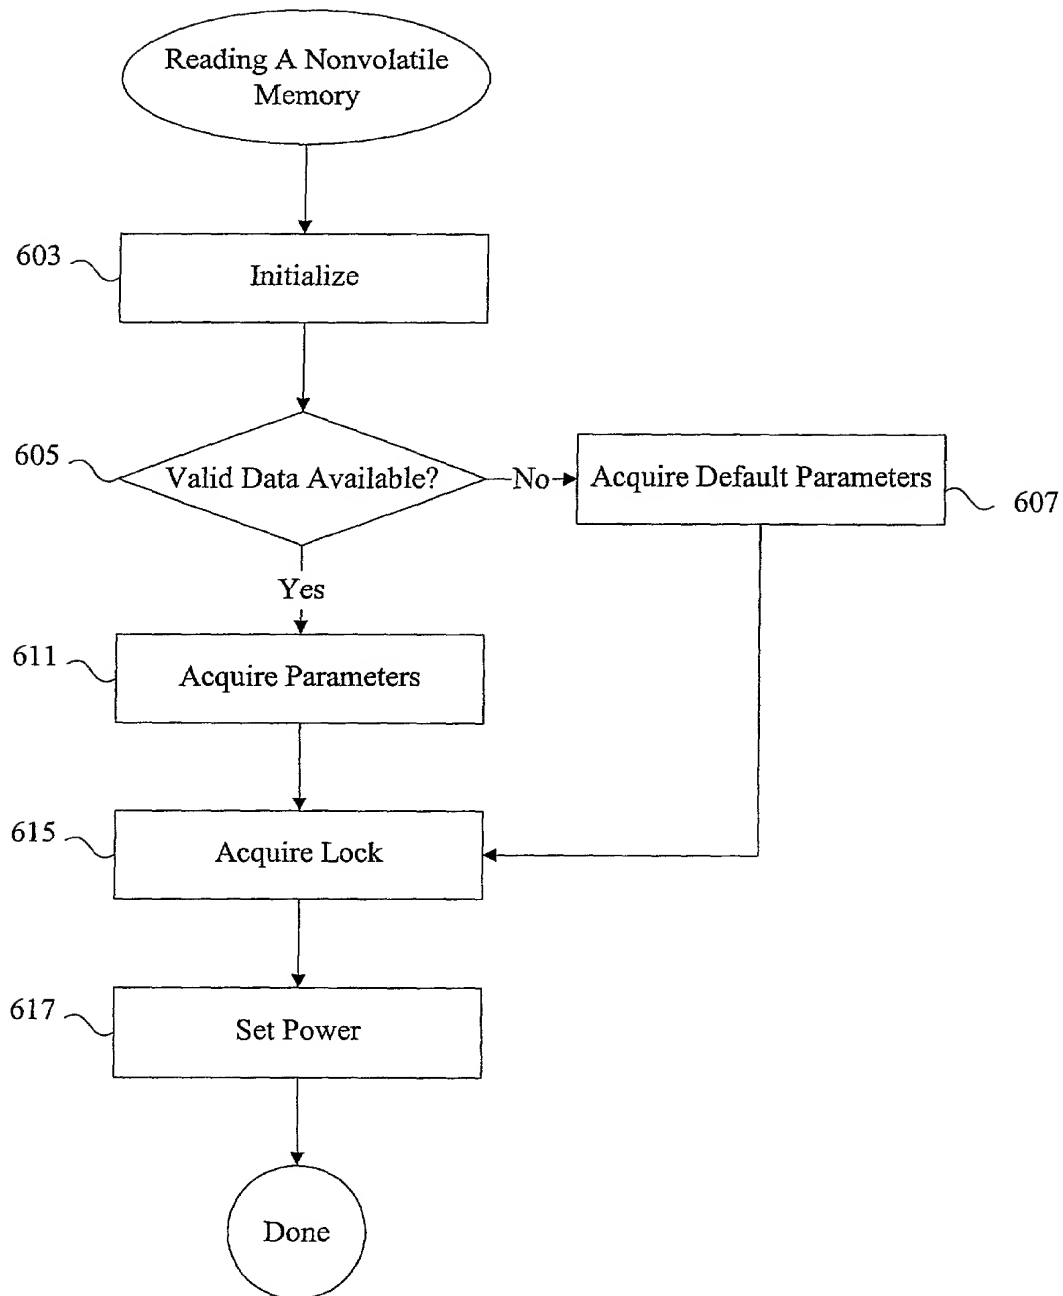 Reading A Nonvolatile
Memory
603
Initialize
605
Valid Data Available?
No
Acquire Default Parameters
607
Yes
611
Acquire Parameters
615
Acquire Lock
617
Set Power
Done